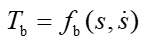 T_b = f_b(s, ṡ)